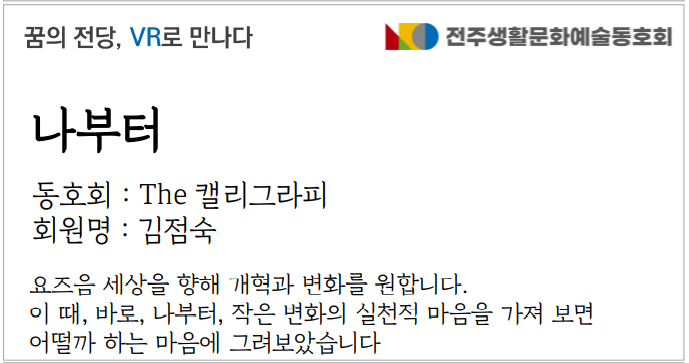 꿈의 전당, VR로 만나다
전주생활문화예술동호회
나부터
동호회 : The 캘리그라피
회원명 : 김점숙
요즈음 세상을 향해 개혁과 변화를 원합니다.
이 때, 바로, 나부터, 작은 변화의 실천직 마음을 가져 보면
어떨까 하는 마음에 그려보았습니다